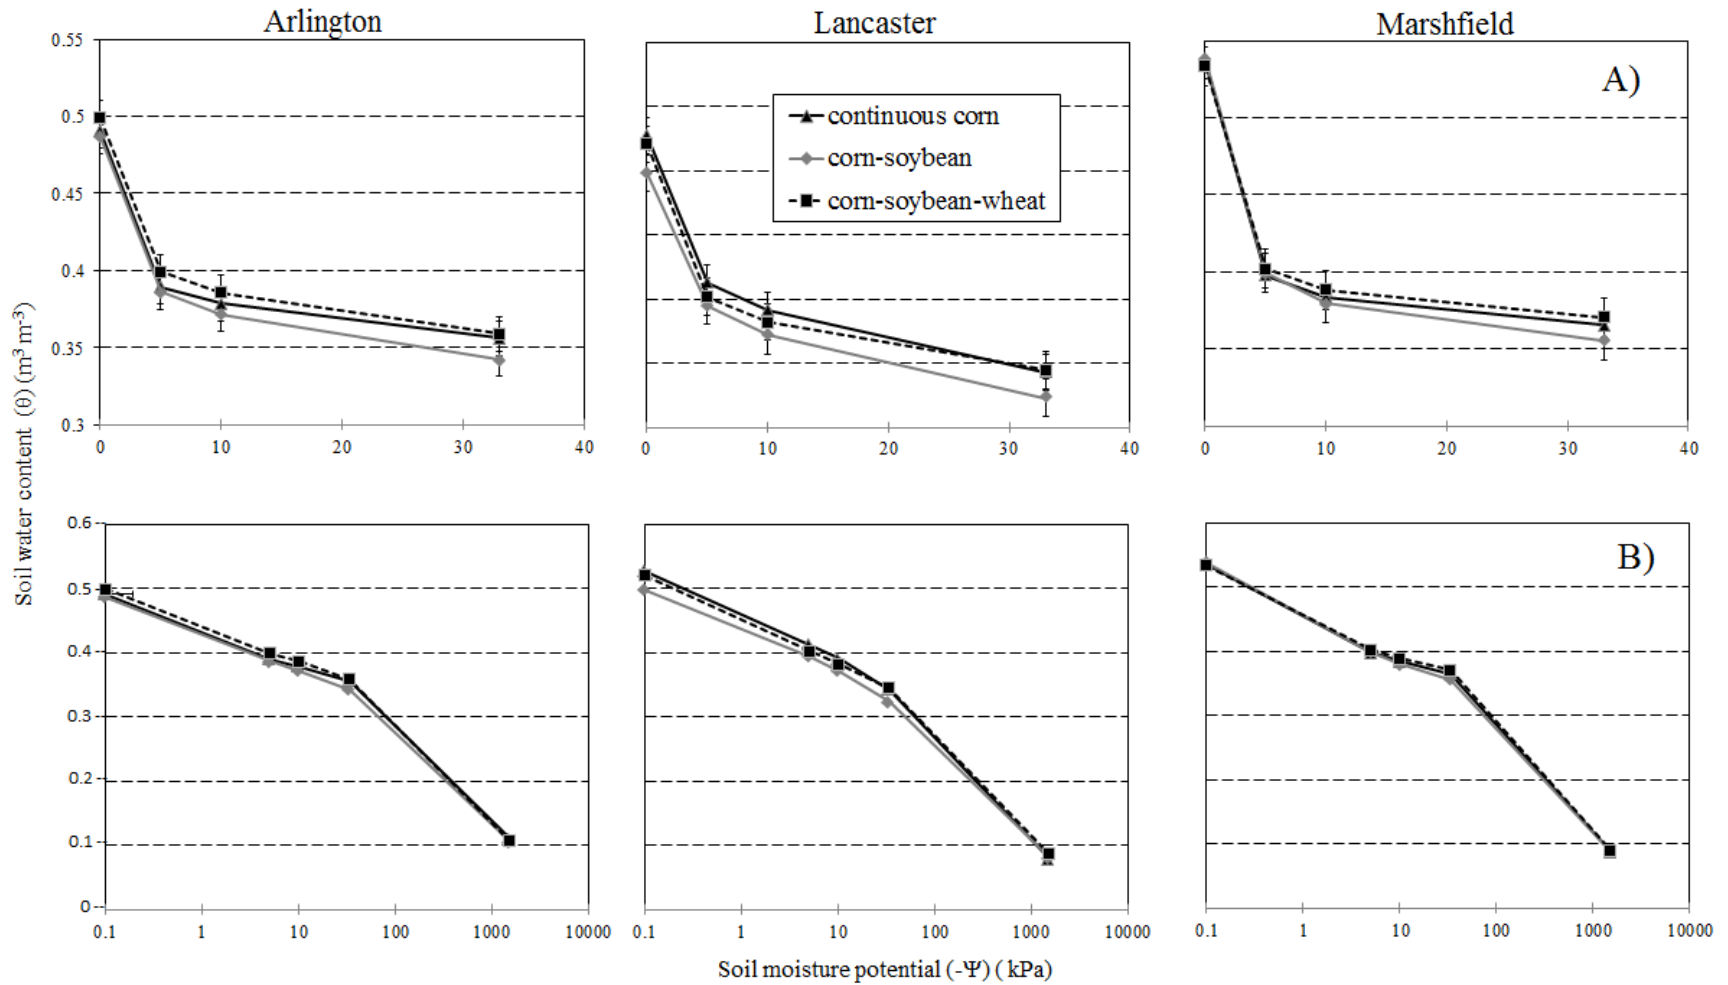 Arlington Lancaster Marshfield
A)
continuous corn
corn-soybean
corn-soybean-wheat
0.55
0.5
0.45
0.4
0.35
0.3
0 10 20 30 40
0 10 20 30 40
0 10 20 30 40
Soil water content (θ) (m³ m⁻³)
B)
0.6
0.5
0.4
0.3
0.2
0.1
0
0.1 1 10 100 1000 10000
0.1 1 10 100 1000 10000
0.1 1 10 100 1000 10000
Soil moisture potential (-Ψ) ( kPa)